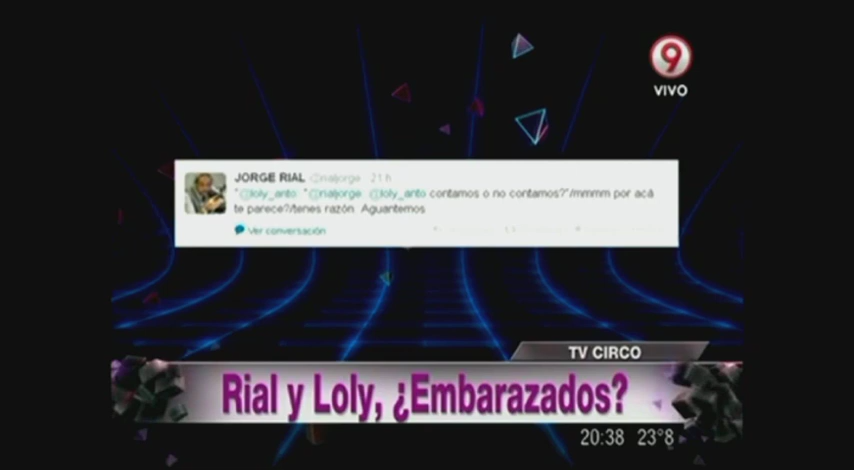 9
VIVO
JORGE RIAL @rialjorge 21 h
"@loly_anto: "@rialjorge: @loly_anto contamos o no contamos?"/mmmm por acá
te parece?/tenes razón. Aguantemos
Ver conversación
TV CIRCO
Rial y Loly, ¿Embarazados?
20:38 23°8